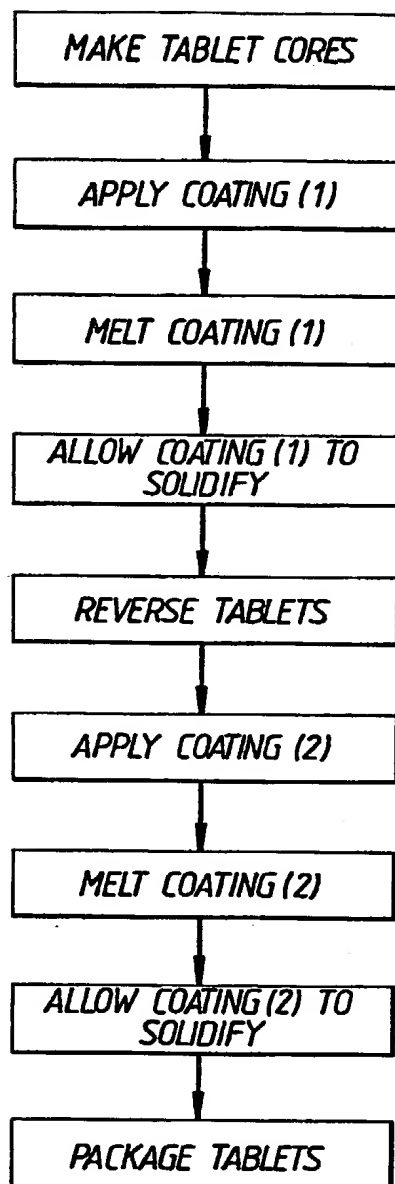 MAKE TABLET CORES
APPLY COATING (1)
MELT COATING (1)
ALLOW COATING (1) TO
SOLIDIFY
REVERSE TABLETS
APPLY COATING (2)
MELT COATING (2)
ALLOW COATING (2) TO
SOLIDIFY
PACKAGE TABLETS